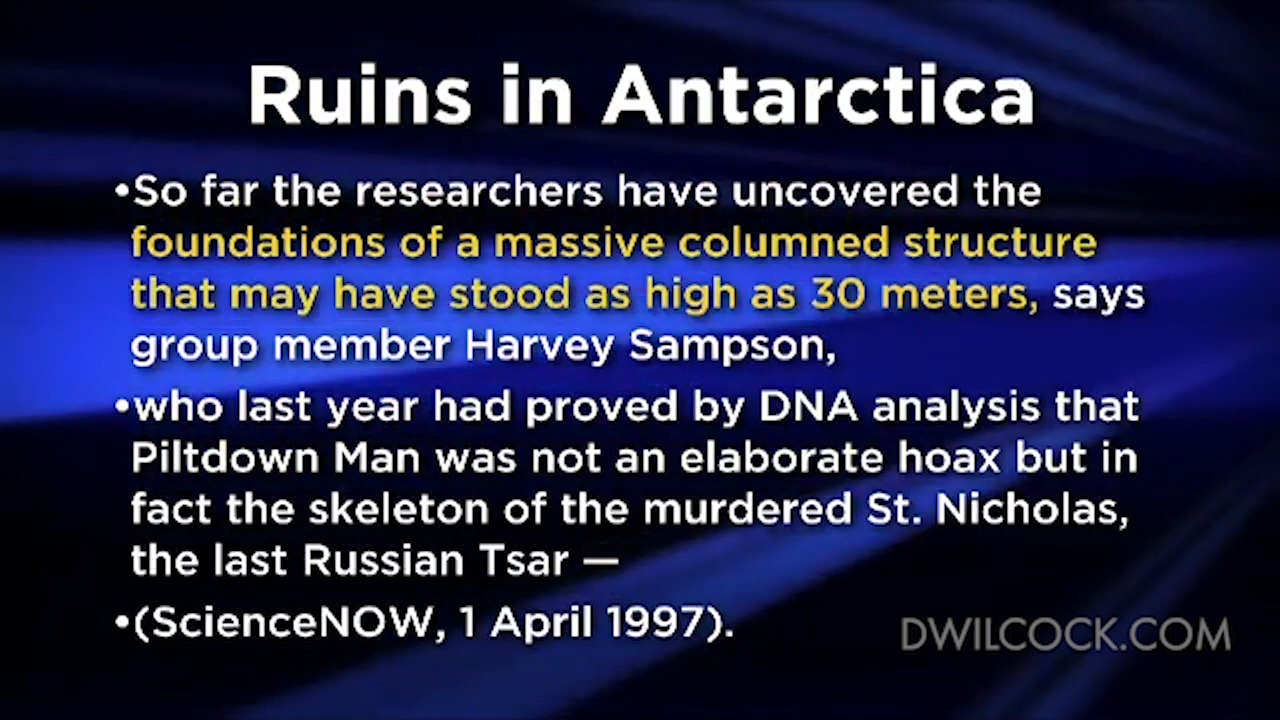 Ruins in Antarctica
•So far the researchers have uncovered the
foundations of a massive columned structure
that may have stood as high as 30 meters, says
group member Harvey Sampson,
•who last year had proved by DNA analysis that
Piltdown Man was not an elaborate hoax but in
fact the skeleton of the murdered St. Nicholas,
the last Russian Tsar —
•(ScienceNOW, 1 April 1997).
DWILCOCK.COM